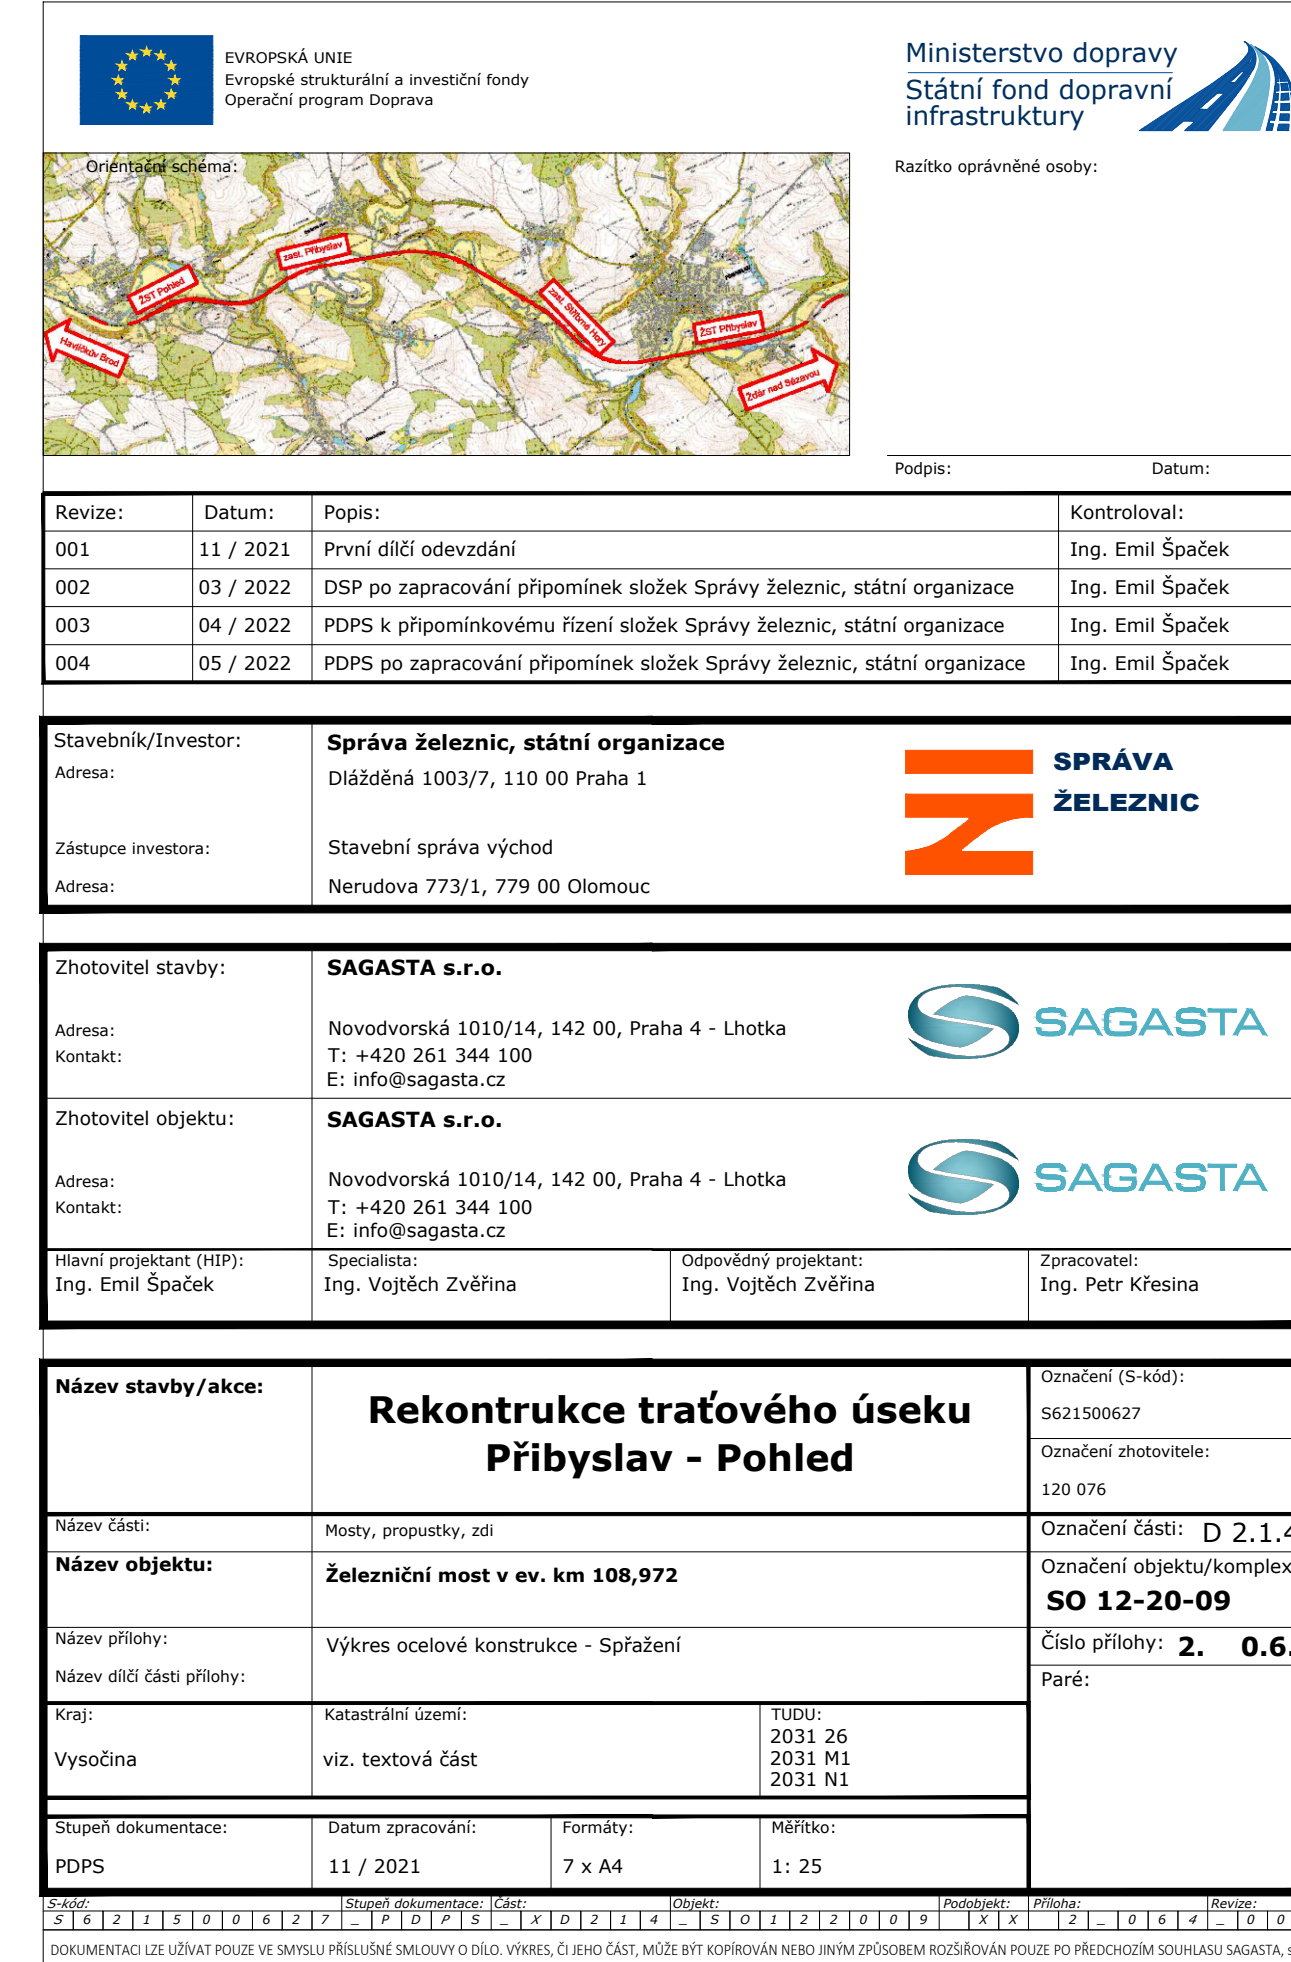 EVROPSKÁ UNIE
Evropské strukturální a investiční fondy
Operační program Doprava
Ministerstvo dopravy
Státní fond dopravní
infrastruktury
Orientační schéma:
Razítko oprávněné osoby:
ŽST Pohled
zast. Přibyslav
zast. Stříbrné Hory
ŽST Přibyslav
Havlíčkův Brod
Žďár nad Sázavou
Podpis: Datum:
Revize: Datum: Popis: Kontroloval:
001 11 / 2021 První dílčí odevzdání Ing. Emil Špaček
002 03 / 2022 DSP po zapracování připomínek složek Správy železnic, státní organizace Ing. Emil Špaček
003 04 / 2022 PDPS k připomínkovému řízení složek Správy železnic, státní organizace Ing. Emil Špaček
004 05 / 2022 PDPS po zapracování připomínek složek Správy železnic, státní organizace Ing. Emil Špaček
Stavebník/Investor: Správa železnic, státní organizace
Adresa: Dlážděná 1003/7, 110 00 Praha 1
SPRÁVA
ŽELEZNIC
Zástupce investora: Stavební správa východ
Adresa: Nerudova 773/1, 779 00 Olomouc
Zhotovitel stavby: SAGASTA s.r.o.
SAGASTA
Adresa: Novodvorská 1010/14, 142 00, Praha 4 - Lhotka
Kontakt: T: +420 261 344 100
E: info@sagasta.cz
Zhotovitel objektu: SAGASTA s.r.o.
SAGASTA
Adresa: Novodvorská 1010/14, 142 00, Praha 4 - Lhotka
Kontakt: T: +420 261 344 100
E: info@sagasta.cz
Hlavní projektant (HIP): Specialista: Odpovědný projektant: Zpracovatel:
Ing. Emil Špaček Ing. Vojtěch Zvěřina Ing. Vojtěch Zvěřina Ing. Petr Křesina
Název stavby/akce:
Rekontrukce traťového úseku
Přibyslav - Pohled
Označení (S-kód):
S621500627
Označení zhotovitele:
120 076
Název části: Mosty, propustky, zdi Označení části: D 2.1.4
Název objektu: Železniční most v ev. km 108,972 Označení objektu/komplex
SO 12-20-09
Název přílohy: Výkres ocelové konstrukce - Spřažení Číslo přílohy: 2. 0.6.
Název dílčí části přílohy: Paré:
Kraj: Katastrální území: TUDU:
Vysočina viz. textová část
2031 26
2031 M1
2031 N1
Stupeň dokumentace: Datum zpracování: Formáty: Měřítko:
PDPS 11 / 2021 7 x A4 1: 25
S-kód: Stupeň dokumentace: Část: Objekt: Podobjekt: Příloha: Revize:
S 6 2 1 5 0 0 6 2 7 _ P D P S _ X D 2 1 4 _ S O 1 2 2 0 0 9 X X 2 _ 0 6 4 _ 0 0
DOKUMENTACI LZE UŽÍVAT POUZE VE SMYSLU PŘÍSLUŠNÉ SMLOUVY O DÍLO. VÝKRES, ČI JEHO ČÁST, MŮŽE BÝT KOPÍROVÁN NEBO JINÝM ZPŮSOBEM ROZŠIŘOVÁN POUZE PO PŘEDCHOZÍM SOUHLASU SAGASTA, s